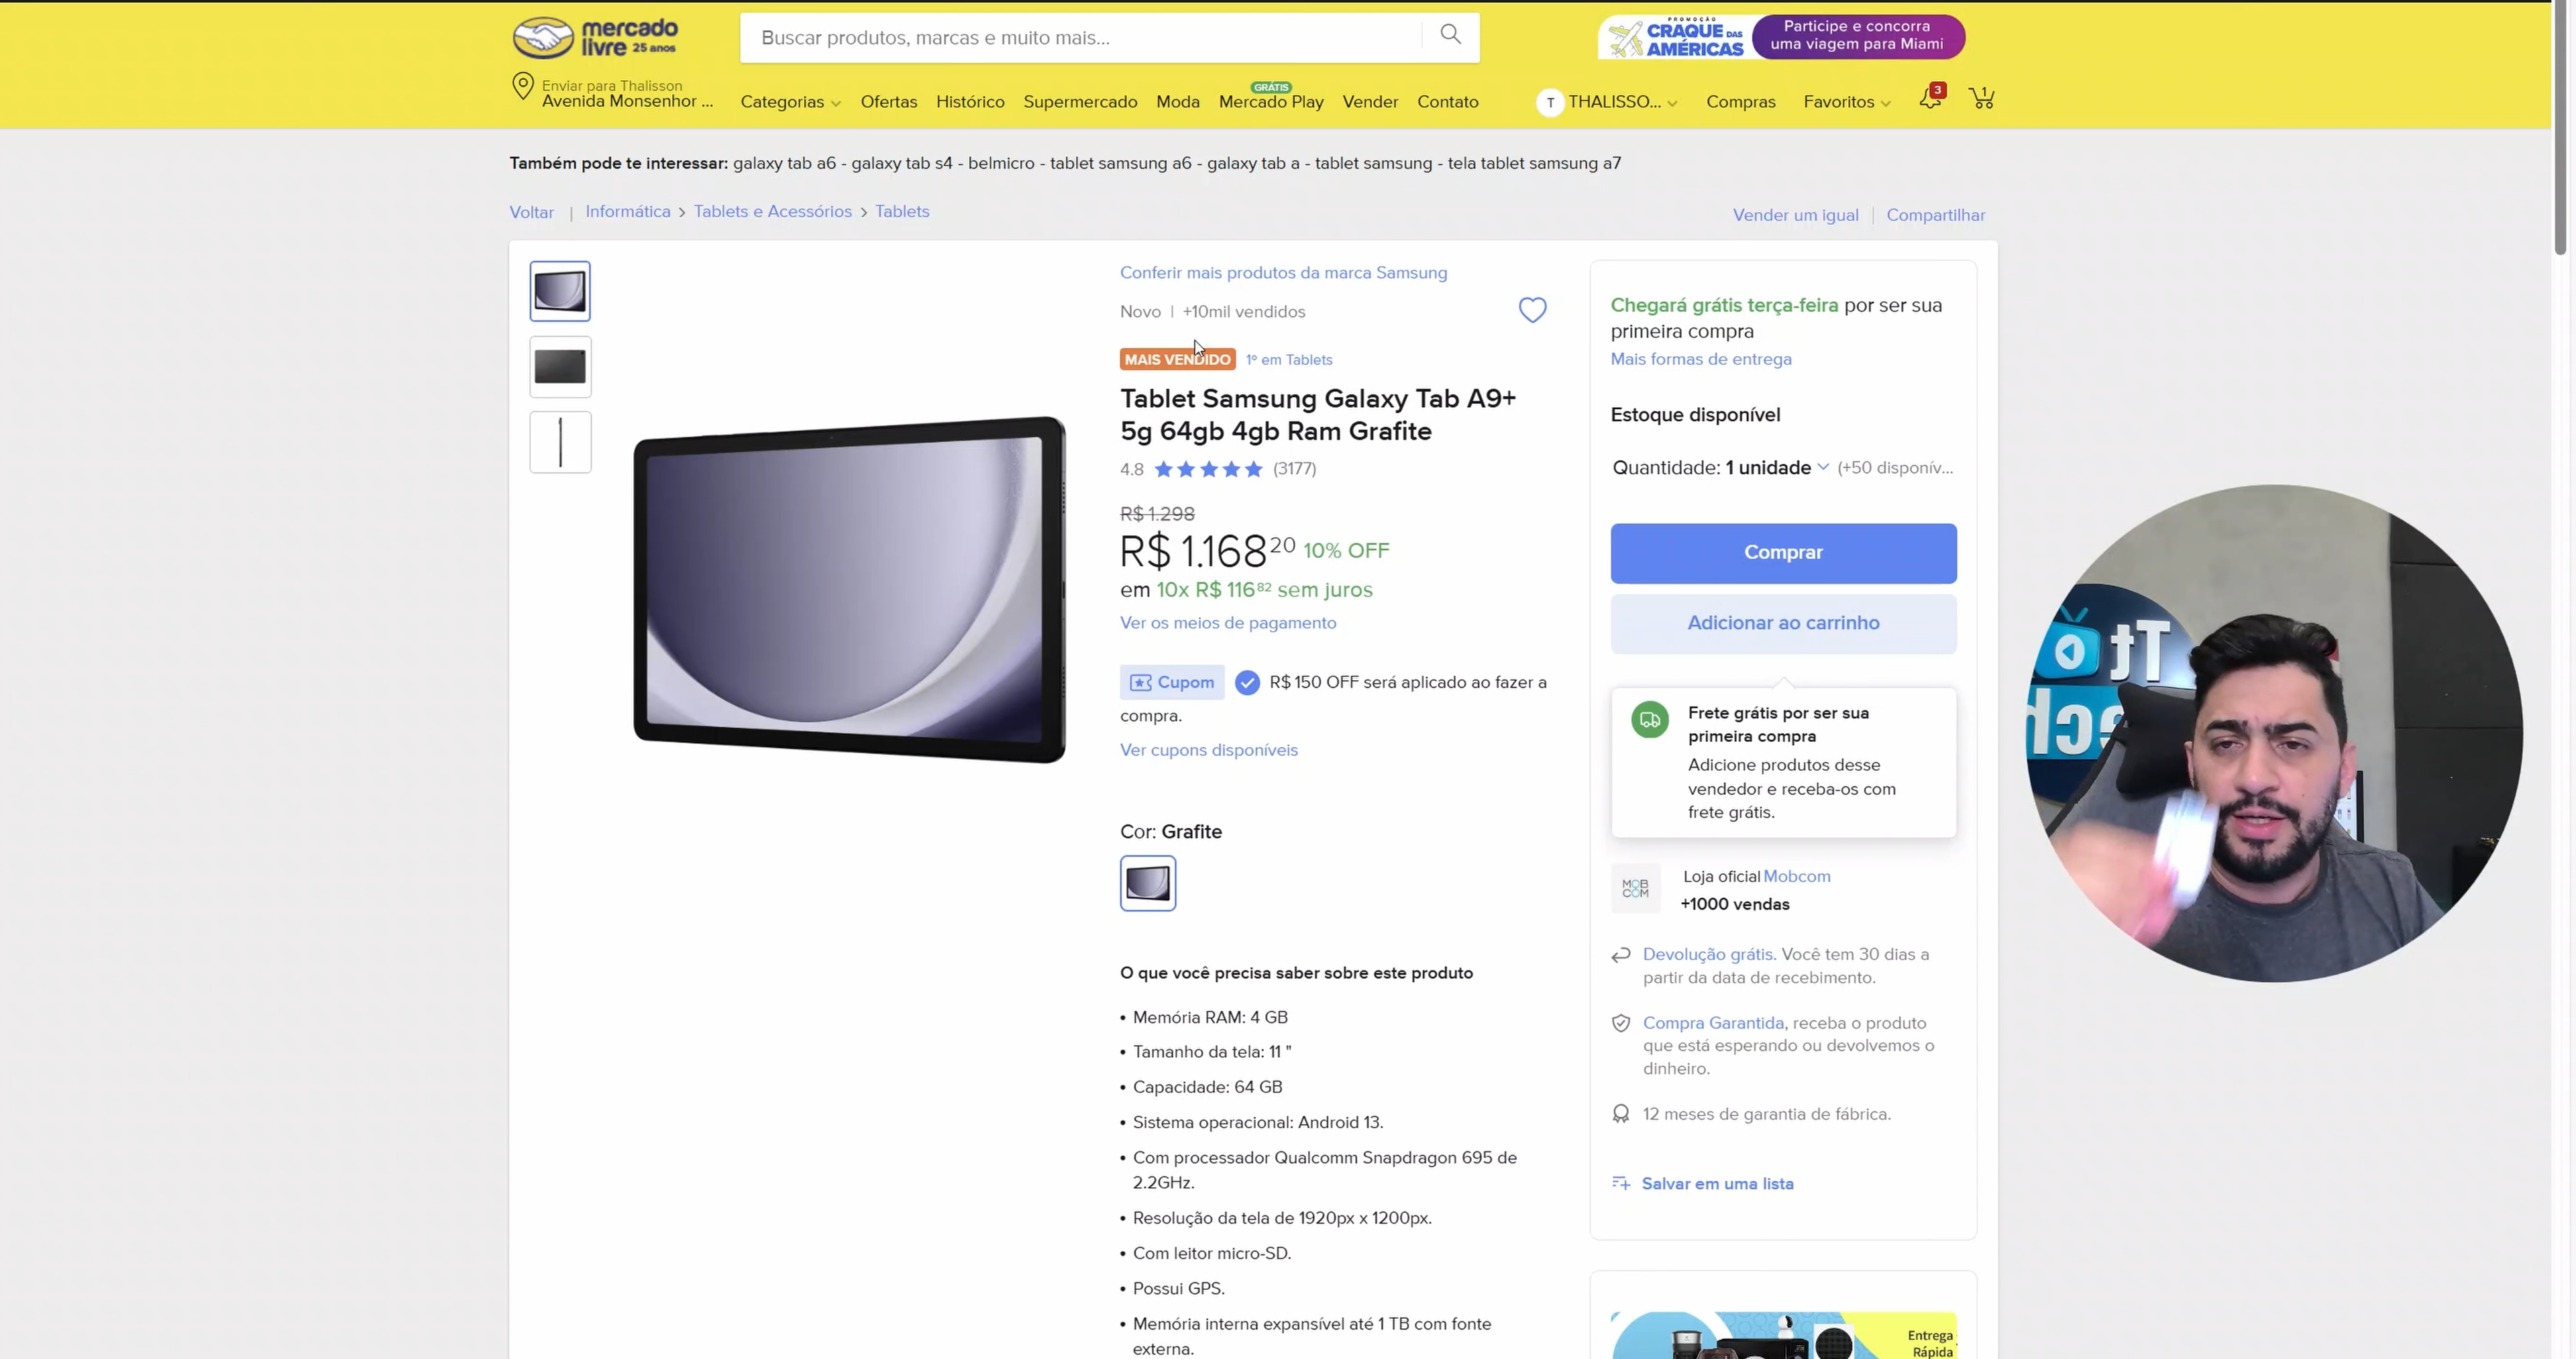 mercado
livre 25 anos
Buscar produtos, marcas e muito mais...
PROMOÇÃO
CRAQUE DAS
AMÉRICAS
Participe e concorra
uma viagem para Miami
Enviar para Thalisson
Avenida Monsenhor ...
Categorias
Ofertas
Histórico
Supermercado
Moda
GRÁTIS
Mercado Play
Vender
Contato
T
THALISSO...
Compras
Favoritos
3
1
Também pode te interessar: galaxy tab a6 - galaxy tab s4 - belmicro - tablet samsung a6 - galaxy tab a - tablet samsung - tela tablet samsung a7
Voltar | Informática > Tablets e Acessórios > Tablets
Vender um igual | Compartilhar
Conferir mais produtos da marca Samsung
Novo | +10mil vendidos
MAIS VENDIDO 1º em Tablets
Tablet Samsung Galaxy Tab A9+
5g 64gb 4gb Ram Grafite
4.8 (3177)
R$ 1.298
R$ 1.168 20 10% OFF
em 10x R$ 116 82 sem juros
Ver os meios de pagamento
Cupom R$ 150 OFF será aplicado ao fazer a
compra.
Ver cupons disponíveis
Cor: Grafite
O que você precisa saber sobre este produto
• Memória RAM: 4 GB
• Tamanho da tela: 11 "
• Capacidade: 64 GB
• Sistema operacional: Android 13.
• Com processador Qualcomm Snapdragon 695 de
2.2GHz.
• Resolução da tela de 1920px x 1200px.
• Com leitor micro-SD.
• Possui GPS.
• Memória interna expansível até 1 TB com fonte
externa.
Chegará grátis terça-feira por ser sua
primeira compra
Mais formas de entrega
Estoque disponível
Quantidade: 1 unidade (+50 disponív...
Comprar
Adicionar ao carrinho
Frete grátis por ser sua
primeira compra
Adicione produtos desse
vendedor e receba-os com
frete grátis.
MOB
COM
Loja oficial Mobcom
+1000 vendas
Devolução grátis. Você tem 30 dias a
partir da data de recebimento.
Compra Garantida, receba o produto
que está esperando ou devolvemos o
dinheiro.
12 meses de garantia de fábrica.
Salvar em uma lista
Entrega
Rápida